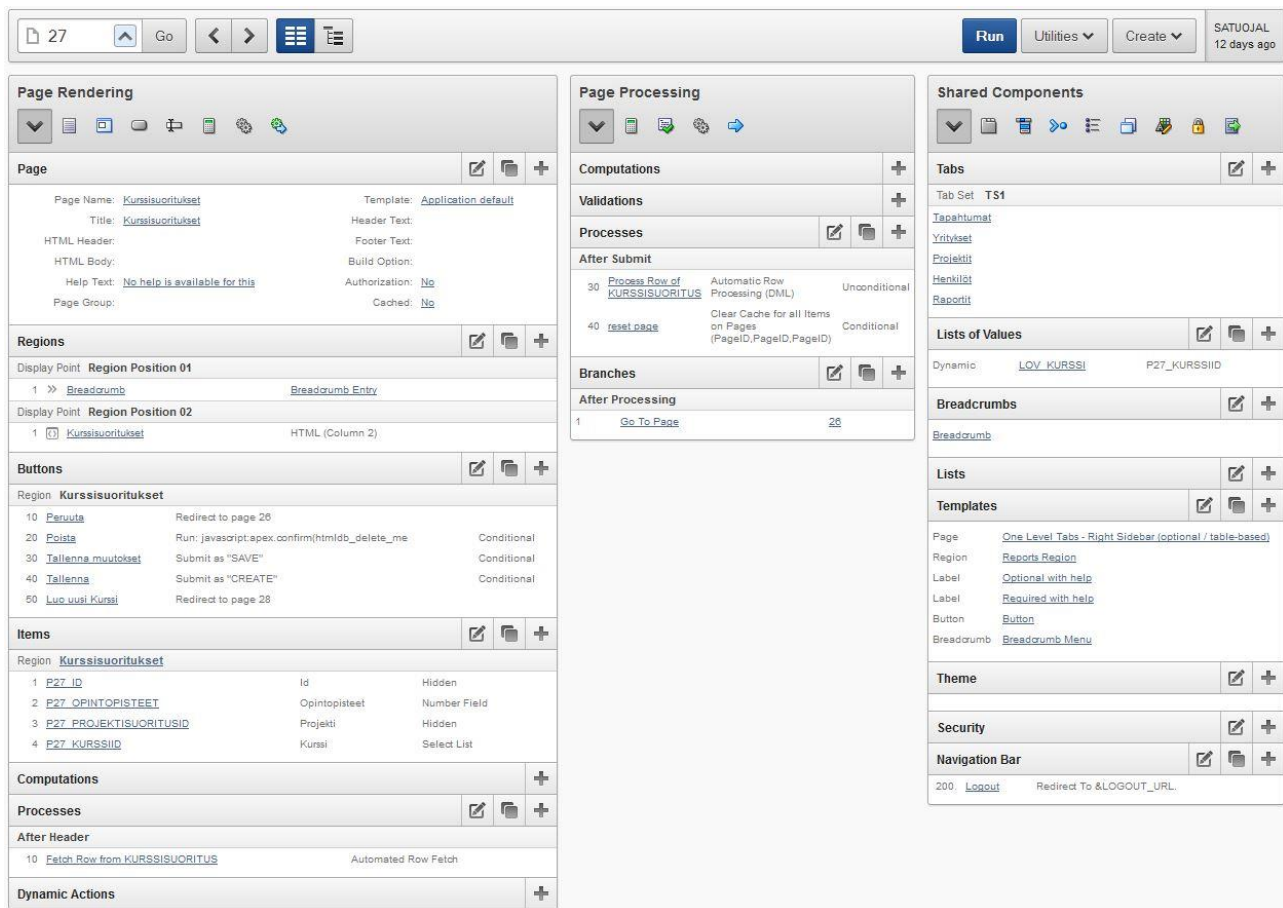 27
Go
Run
Utilities
Create
SATUOJAL
12 days ago
Page Rendering
Page
Page Name: Kurssisuoritukset
Template: Application default
Title: Kurssisuoritukset
Header Text:
HTML Header:
Footer Text:
HTML Body:
Build Option:
Help Text: No help is available for this
Authorization: No
Page Group:
Cached: No
Regions
Display Point Region Position 01
1 Breadcrumb Breadcrumb Entry
Display Point Region Position 02
1 Kurssisuoritukset HTML (Column 2)
Buttons
Region Kurssisuoritukset
10 Peruuta Redirect to page 26
20 Poista Run: javascript:apex.confirm(htmldb_delete_me Conditional
30 Tallenna muutokset Submit as "SAVE" Conditional
40 Tallenna Submit as "CREATE" Conditional
50 Luo uusi Kurssi Redirect to page 28
Items
Region Kurssisuoritukset
1 P27_ID Id Hidden
2 P27_OPINTOPISTEET Opintopisteet Number Field
3 P27_PROJEKTISUORITUSID Projekti Hidden
4 P27_KURSSIID Kurssi Select List
Computations
Processes
After Header
10 Fetch Row from KURSSISUORITUS Automated Row Fetch
Dynamic Actions
Page Processing
Computations
Validations
Processes
After Submit
30 Process Row of KURSSISUORITUS Automatic Row Processing (DML) Unconditional
40 reset page Clear Cache for all Items on Pages (PageID,PageID,PageID) Conditional
Branches
After Processing
1 Go To Page 26
Shared Components
Tabs
Tab Set TS1
Tapahtumat
Yritykset
Projektit
Henkilöt
Raportit
Lists of Values
Dynamic LOV_KURSSI P27_KURSSIID
Breadcrumbs
Breadcrumb
Lists
Templates
Page One Level Tabs - Right Sidebar (optional / table-based)
Region Reports Region
Label Optional with help
Label Required with help
Button Button
Breadcrumb Breadcrumb Menu
Theme
Security
Navigation Bar
200. Logout Redirect To &LOGOUT_URL.